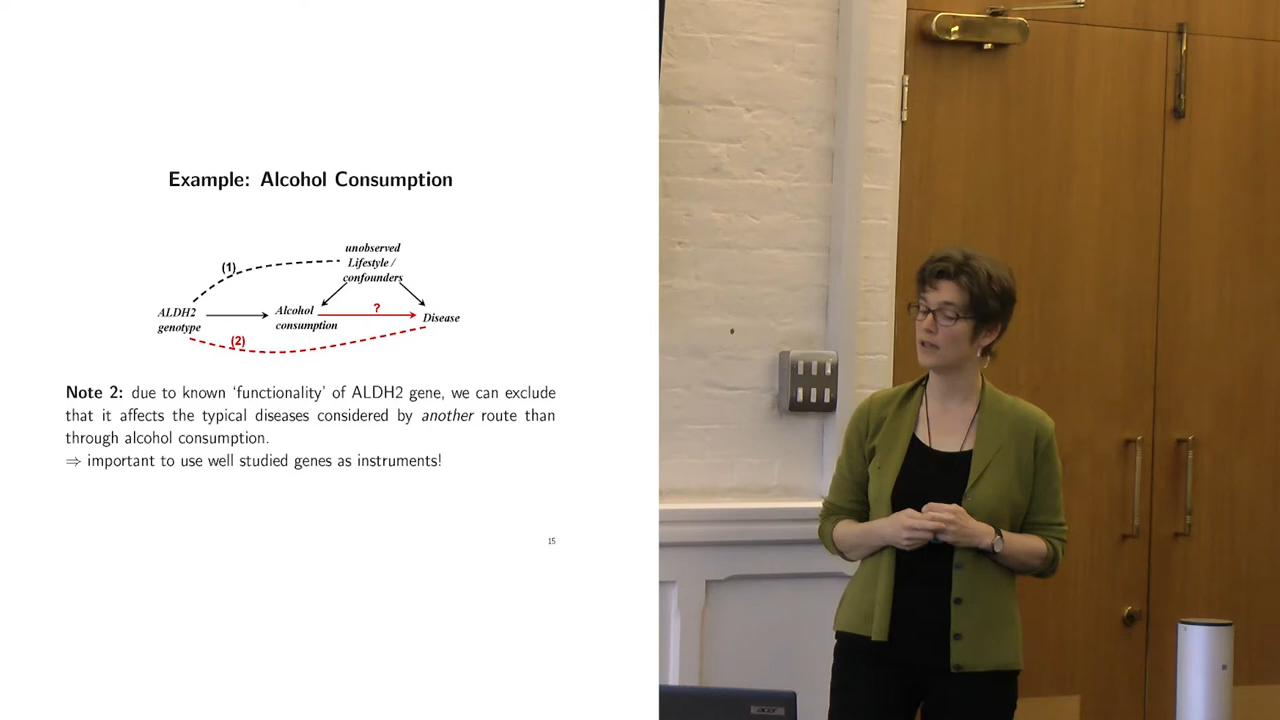 Example: Alcohol Consumption
unobserved
Lifestyle /
confounders
(1)
ALDH2
genotype
Alcohol
consumption
?
Disease
(2)
Note 2: due to known ‘functionality’ of ALDH2 gene, we can exclude
that it affects the typical diseases considered by another route than
through alcohol consumption.
⇒ important to use well studied genes as instruments!
15
acer